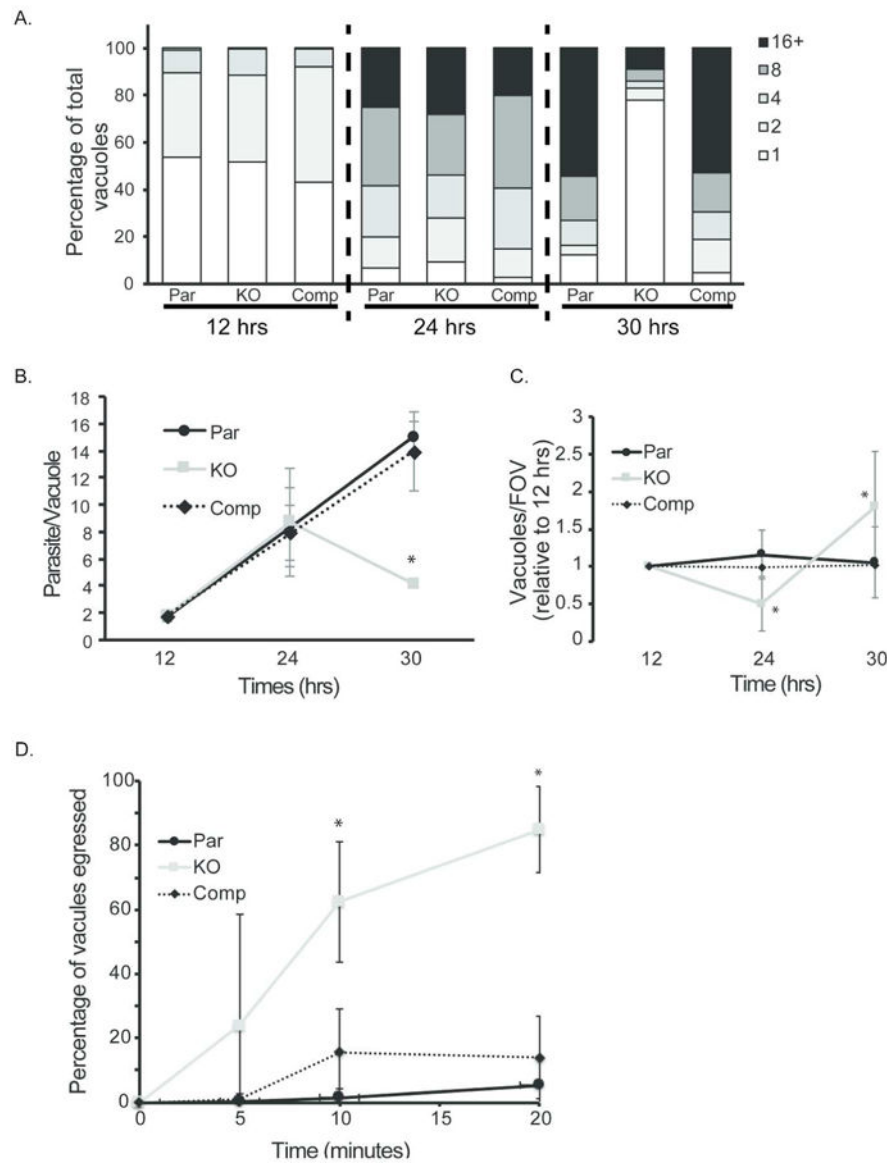 A.
Percentage of total
vacuoles
100
80
60
40
20
0
Par KO Comp Par KO Comp Par KO Comp
12 hrs 24 hrs 30 hrs
16+
8
4
2
1
B.
Parasite/Vacuole
18
16
14
12
10
8
6
4
2
0
Par
KO
Comp
*
12 24 30
Times (hrs)
C.
Vacuoles/FOV
(relative to 12 hrs)
3
2.5
2
1.5
1
0.5
0
Par
KO
Comp
*
*
12 24 30
Time (hrs)
D.
Percentage of vacules egressed
100
80
60
40
20
0
Par
KO
Comp
*
*
0 5 10 15 20
Time (minutes)